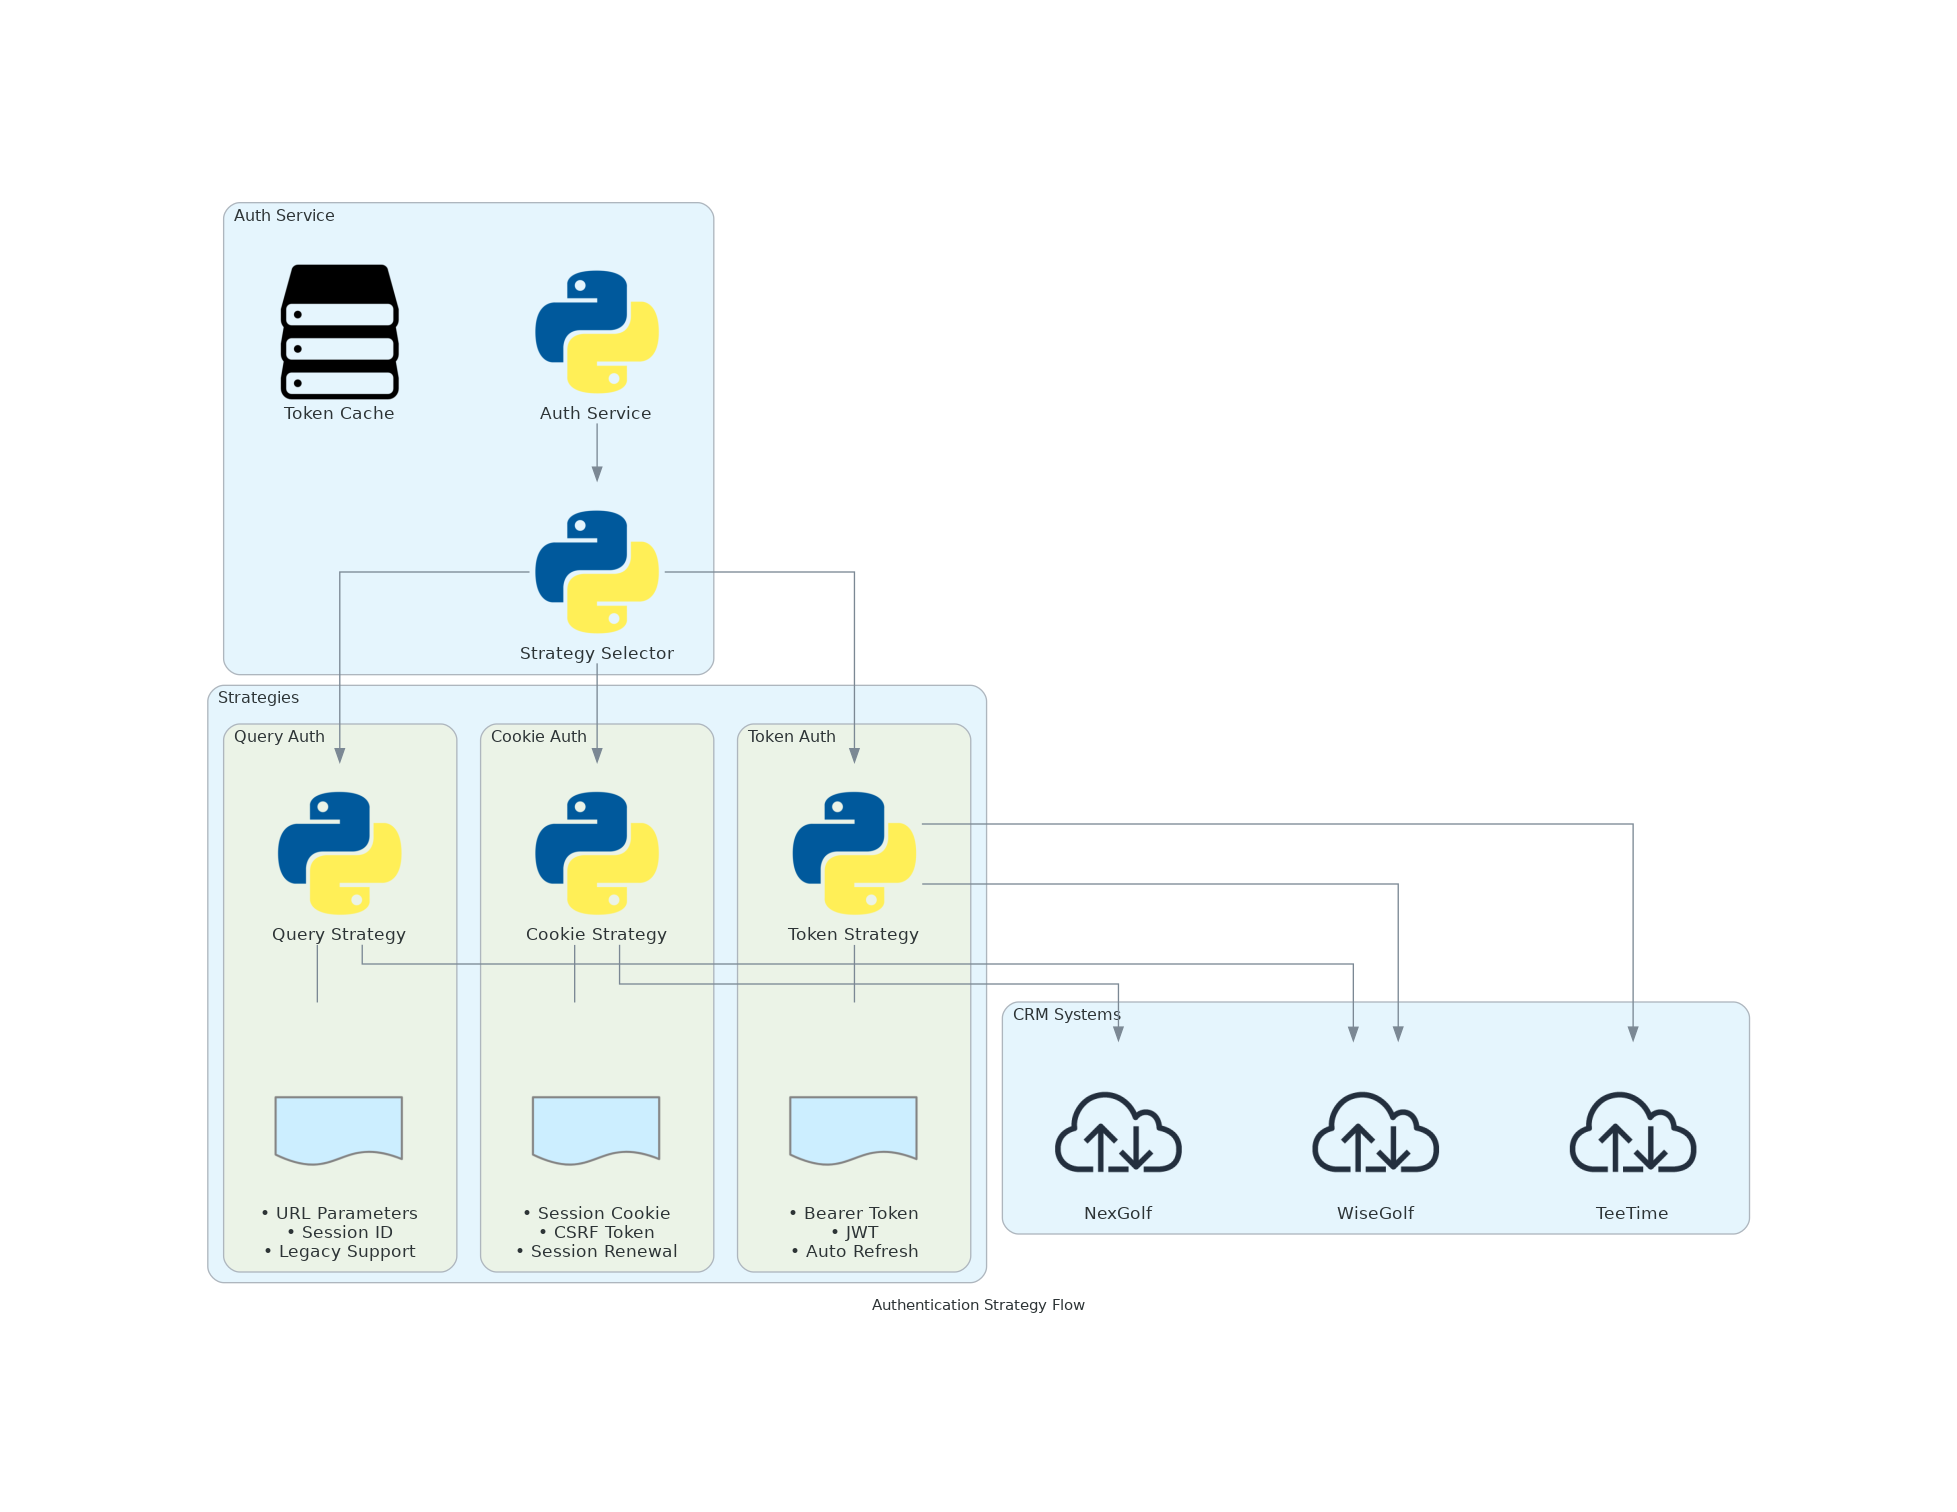 Auth Service
Token Cache
Auth Service
Strategy Selector
Strategies
Query Auth
Cookie Auth
Token Auth
Query Strategy
Cookie Strategy
Token Strategy
CRM Systems
• URL Parameters
• Session ID
• Legacy Support
• Session Cookie
• CSRF Token
• Session Renewal
• Bearer Token
• JWT
• Auto Refresh
NexGolf
WiseGolf
TeeTime
Authentication Strategy Flow